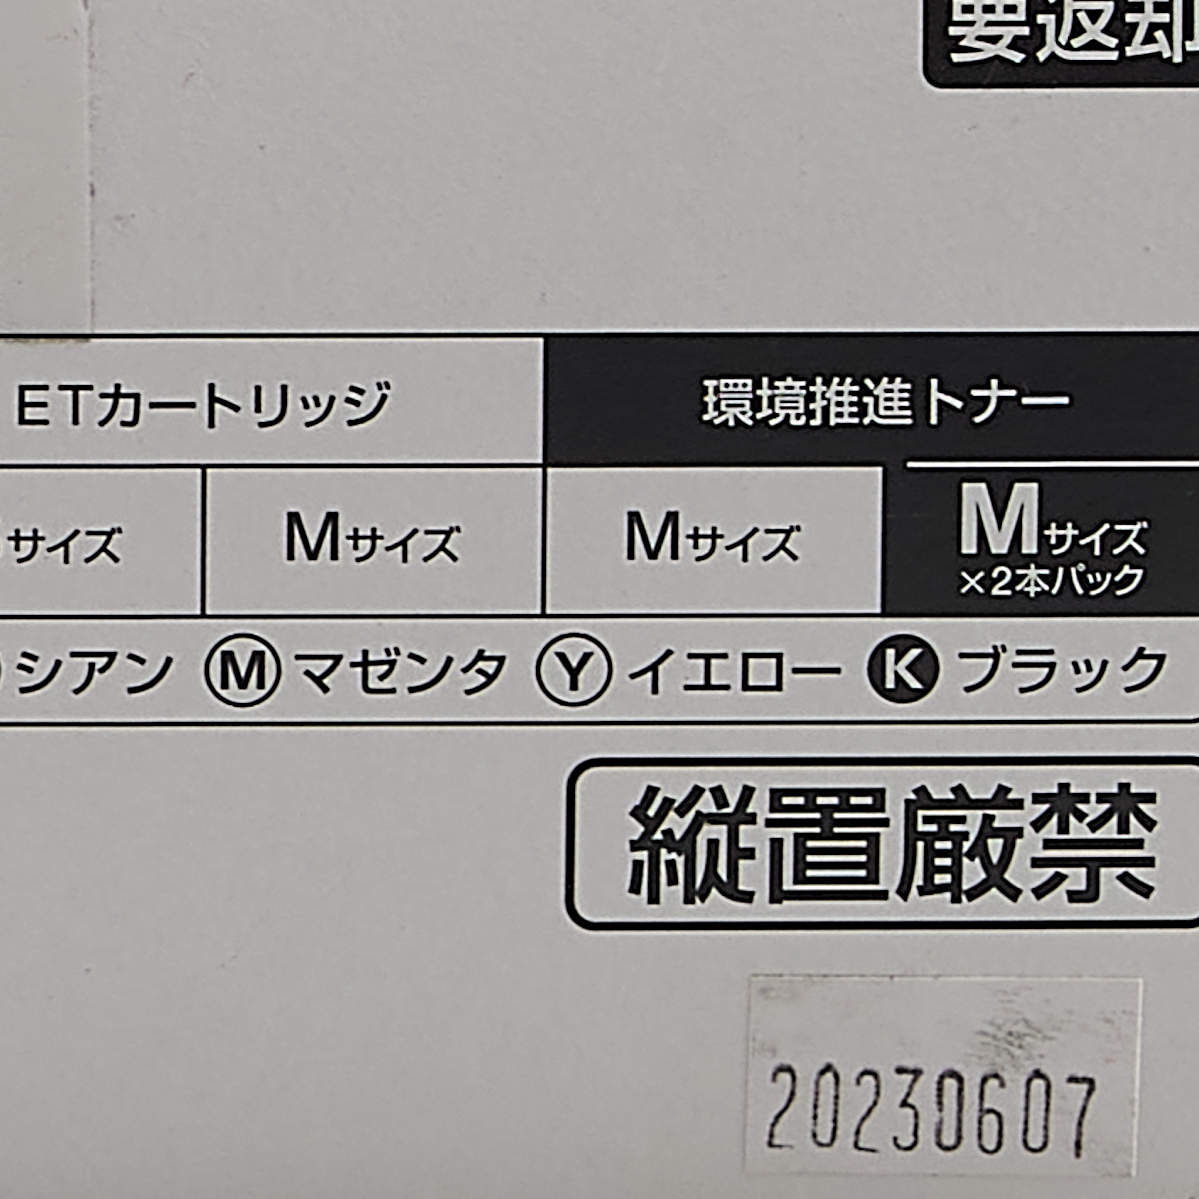 要返却
ETカートリッジ
環境推進トナー
サイズ
Mサイズ
Mサイズ
Mサイズ
×2本パック
シアン Ⓜマゼンタ Ⓨイエロー 🅚ブラック
縦置厳禁
20230607